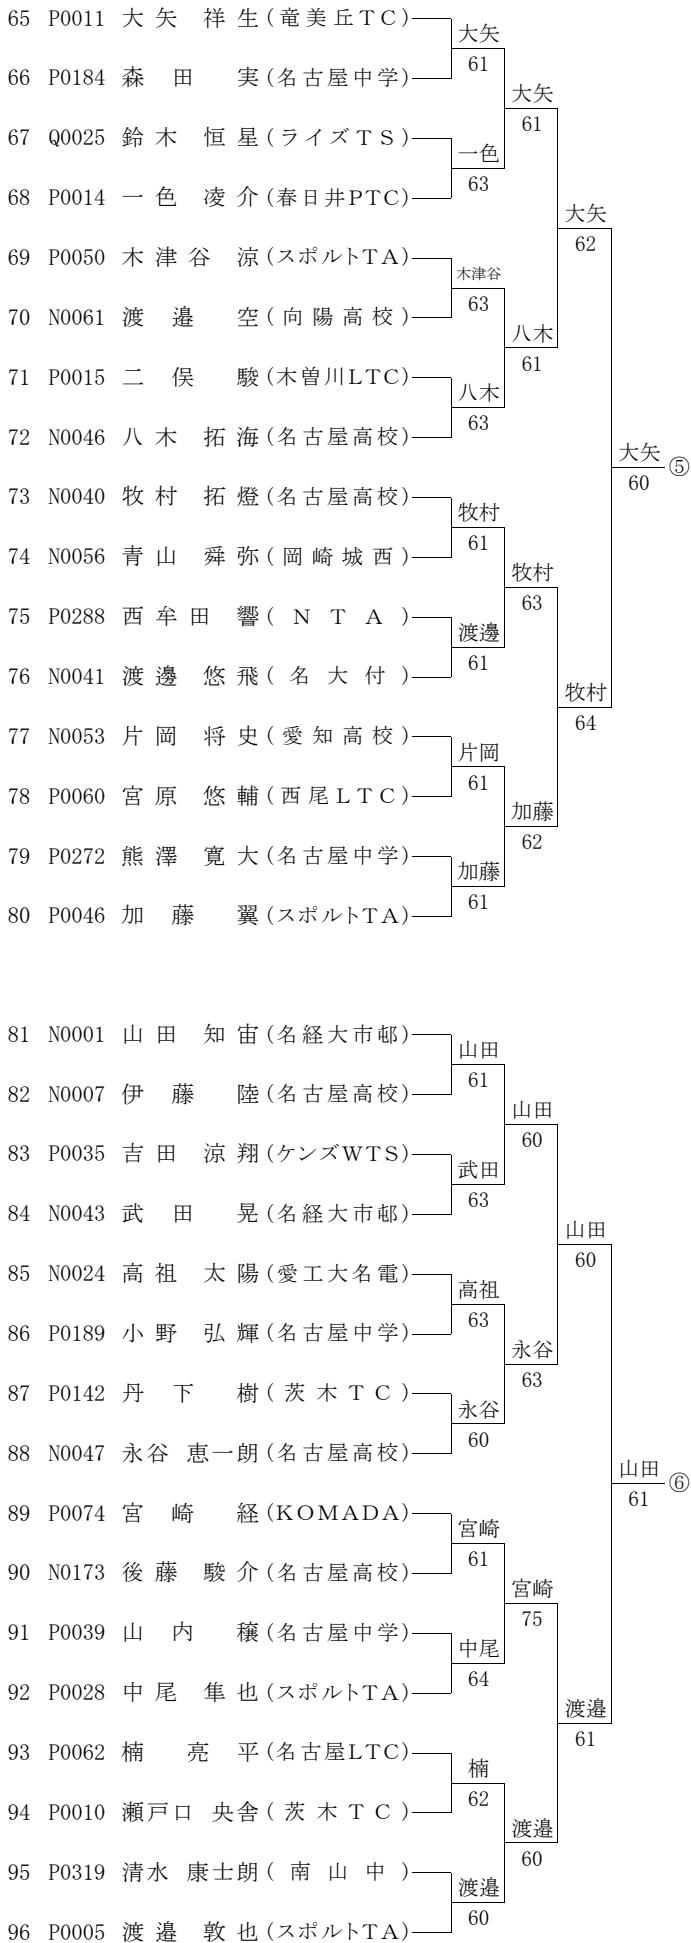 65 P0011 大矢 祥生 (竜美丘TC)
大矢
66 P0184 森田 実 (名古屋中学)
61
大矢
67 Q0025 鈴木 恒星 (ライズTS)
61
一色
68 P0014 一色 凌介 (春日井PTC)
63
大矢
69 P0050 木津谷 涼 (スポルトTA)
62
木津谷
70 N0061 渡邉 空 (向陽高校)
63
八木
71 P0015 二俣 駿 (木曽川LTC)
61
八木
72 N0046 八木 拓海 (名古屋高校)
63
大矢 ⑤
60
73 N0040 牧村 拓燈 (名古屋高校)
牧村
74 N0056 青山 舜弥 (岡崎城西)
61
牧村
75 P0288 西牟田 響 (NTA)
63
渡邊
76 N0041 渡邊 悠飛 (名大付)
61
牧村
77 N0053 片岡 将史 (愛知高校)
64
片岡
78 P0060 宮原 悠輔 (西尾LTC)
61
加藤
79 P0272 熊澤 寛大 (名古屋中学)
62
加藤
80 P0046 加藤 翼 (スポルトTA)
61
81 N0001 山田 知宙 (名経大市邨)
山田
82 N0007 伊藤 陸 (名古屋高校)
61
山田
83 P0035 吉田 涼翔 (ケンズWTS)
60
武田
84 N0043 武田 晃 (名経大市邨)
63
山田
85 N0024 高祖 太陽 (愛工大名電)
60
高祖
86 P0189 小野 弘輝 (名古屋中学)
63
永谷
87 P0142 丹下 樹 (茨木TC)
63
永谷
88 N0047 永谷 恵一朗 (名古屋高校)
60
山田 ⑥
61
89 P0074 宮崎 経 (KOMADA)
宮崎
90 N0173 後藤 駿介 (名古屋高校)
61
宮崎
91 P0039 山内 穣 (名古屋中学)
75
中尾
92 P0028 中尾 隼也 (スポルトTA)
64
渡邉
93 P0062 楠 亮平 (名古屋LTC)
61
楠
94 P0010 瀬戸口 央舎 (茨木TC)
62
渡邉
95 P0319 清水 康士朗 (南山中)
60
渡邉
96 P0005 渡邉 敦也 (スポルトTA)
60